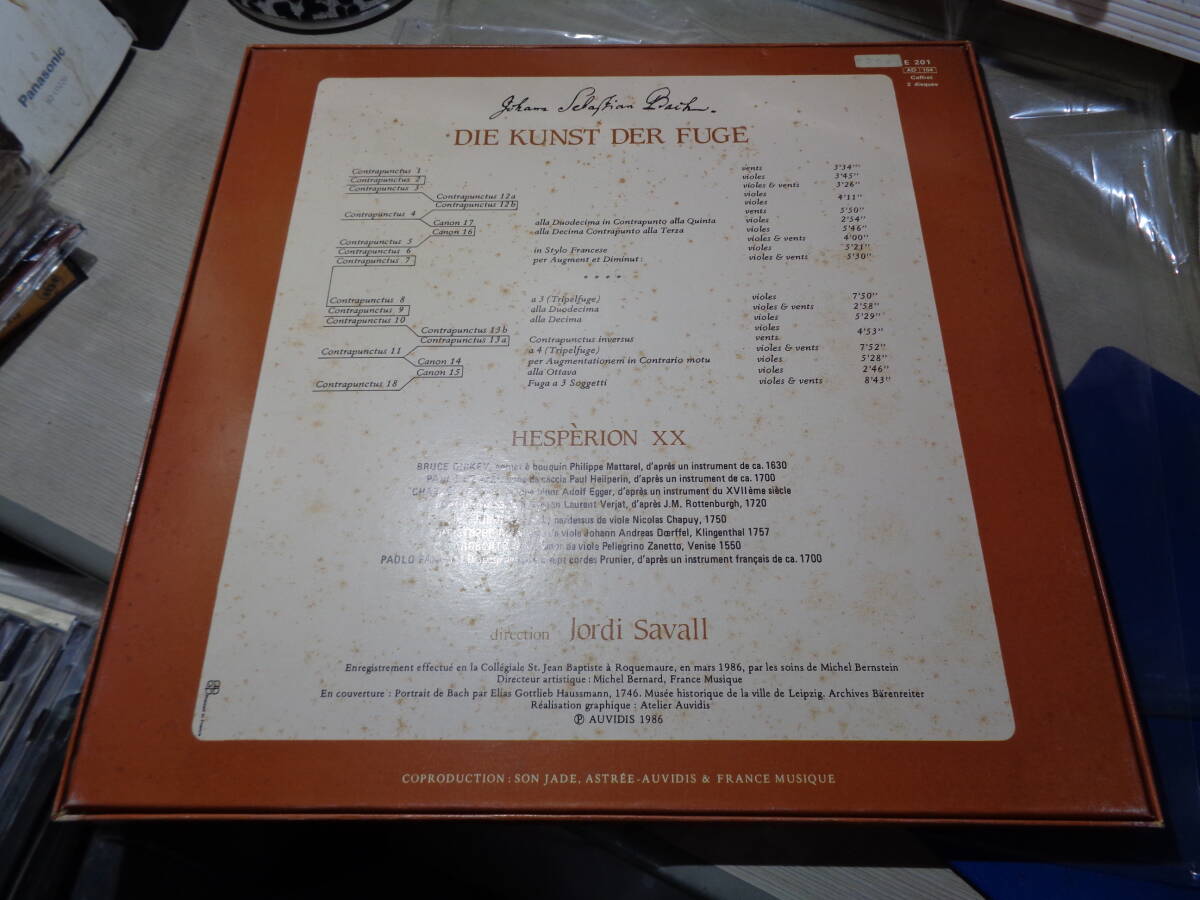 Panasonic
E 201
AD 104
Coffret
2 disques
Johann Sebastian Bach.
DIE KUNST DER FUGE
Contrapunctus 1 vents 3'34''
Contrapunctus 2 violes 3'45''
Contrapunctus 3 violes & vents 3'26''
Contrapunctus 12a violes 4'11''
Contrapunctus 12b violes
Contrapunctus 4 vents 5'50''
Canon 17 alla Duodecima in Contrapunto alla Quinta violes 2'54''
Canon 16 alla Decima Contrapunto alla Terza violes 5'46''
Contrapunctus 5 violes & vents 4'00''
Contrapunctus 6 in Stylo Francese violes 5'21''
Contrapunctus 7 per Augment et Diminut: violes & vents 5'30''
* * * *
Contrapunctus 8 a 3 (Tripelfuge) violes 7'50''
Contrapunctus 9 alla Duodecima violes & vents 2'58''
Contrapunctus 10 alla Decima violes 5'29''
Contrapunctus 13b violes 4'53''
Contrapunctus 13a Contrapunctus inversus vents
Contrapunctus 11 a 4 (Tripelfuge) violes & vents 7'52''
Canon 14 per Augmentationem in Contrario motu violes 5'28''
Canon 15 alla Ottava violes 2'46''
Contrapunctus 18 Fuga a 3 Soggetti violes & vents 8'43''
HESPÈRION XX
BRUCE à bouquin Philippe Mattarel, d'après un instrument de ca. 1630
caccia Paul Heilperin, d'après un instrument de ca. 1700
Adolf Egger, d'après un instrument du XVIIème siècle
Laurent Verjat, d'après J.M. Rottenburgh, 1720
pardessus de viole Nicolas Chapuy, 1750
viole Johann Andreas Dœrffel, Klingenthal 1757
de viole Pellegrino Zanetto, Venise 1550
PAOLO cordes Prunier, d'après un instrument français de ca. 1700
direction Jordi Savall
Enregistrement effectué en la Collégiale St. Jean Baptiste à Roquemaure, en mars 1986, par les soins de Michel Bernstein
Directeur artistique : Michel Bernard, France Musique
En couverture : Portrait de Bach par Elias Gottlieb Haussmann, 1746. Musée historique de la ville de Leipzig. Archives Bärenreiter
Réalisation graphique : Atelier Auvidis
℗ AUVIDIS 1986
COPRODUCTION : SON JADE, ASTRÉE-AUVIDIS & FRANCE MUSIQUE